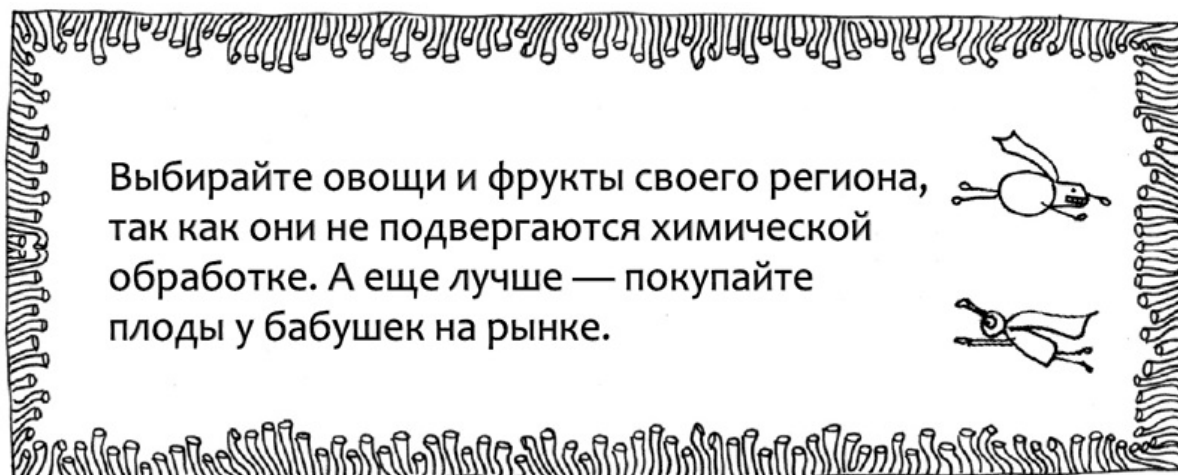 Выбирайте овощи и фрукты своего региона,
так как они не подвергаются химической
обработке. А еще лучше — покупайте
плоды у бабушек на рынке.